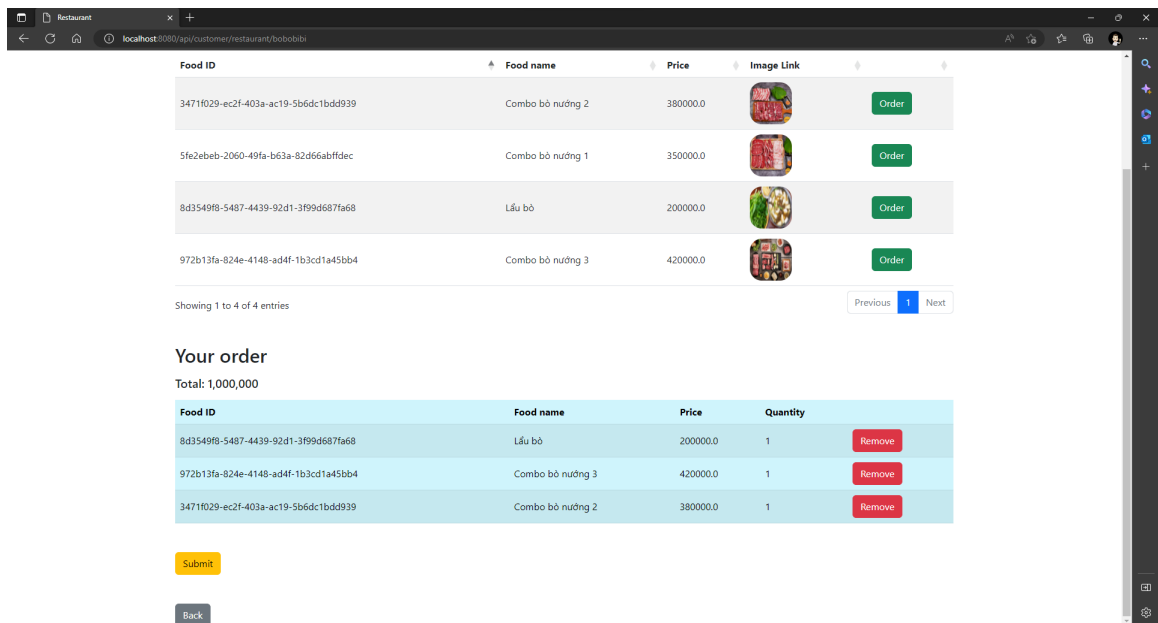 Restaurant
localhost:8080/api/customer/restaurant/bobobibi
Food ID Food name Price Image Link
3471f029-ec2f-403a-ac19-5b6dc1bdd939 Combo bò nướng 2 380000.0 Order
5fe2ebeb-2060-49fa-b63a-82d66abffdec Combo bò nướng 1 350000.0 Order
8d3549f8-5487-4439-92d1-3f99d687fa68 Lẩu bò 200000.0 Order
972b13fa-824e-4148-ad4f-1b3cd1a45bb4 Combo bò nướng 3 420000.0 Order
Showing 1 to 4 of 4 entries Previous 1 Next
Your order
Total: 1,000,000
Food ID Food name Price Quantity
8d3549f8-5487-4439-92d1-3f99d687fa68 Lẩu bò 200000.0 1 Remove
972b13fa-824e-4148-ad4f-1b3cd1a45bb4 Combo bò nướng 3 420000.0 1 Remove
3471f029-ec2f-403a-ac19-5b6dc1bdd939 Combo bò nướng 2 380000.0 1 Remove
Submit
Back